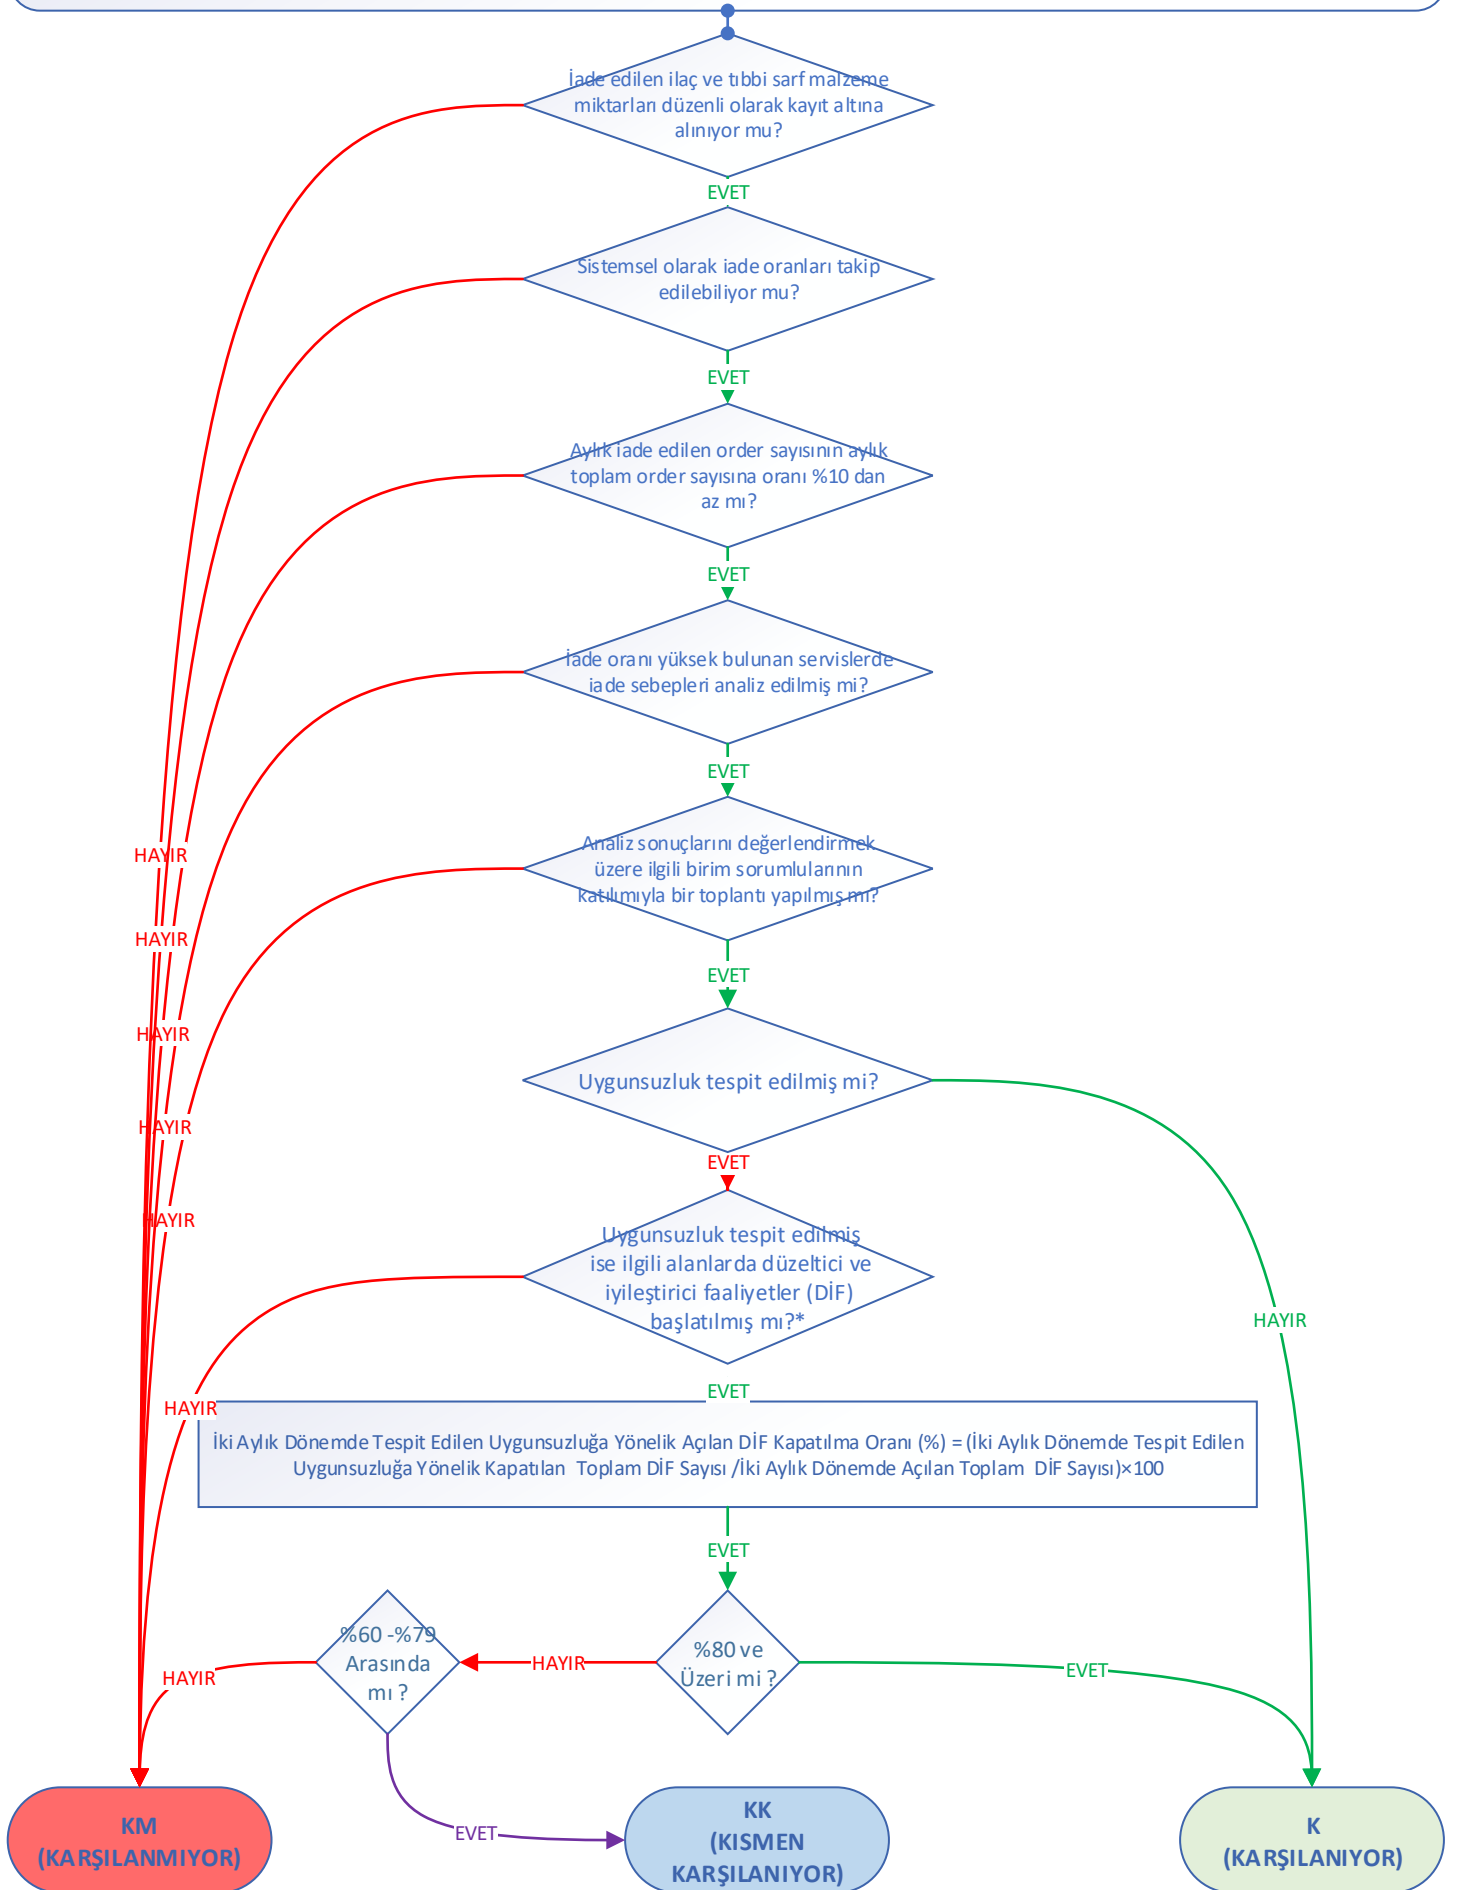 İade edilen ilaç ve tıbbi sarf malzeme
miktarları düzenli olarak kayıt altına
alınıyor mu?
EVET
Sistemsel olarak iade oranları takip
edilebiliyor mu?
EVET
Aylık iade edilen order sayısının aylık
toplam order sayısına oranı %10 dan
az mı?
EVET
İade oranı yüksek bulunan servislerde
iade sebepleri analiz edilmiş mi?
EVET
Analiz sonuçlarını değerlendirmek
üzere ilgili birim sorumlularının
katılımıyla bir toplantı yapılmış mı?
HAYIR
HAYIR
EVET
HAYIR
Uygunsuzluk tespit edilmiş mi?
HAYIR
EVET
HAYIR
Uygunsuzluk tespit edilmiş
ise ilgili alanlarda düzeltici ve
iyileştirici faaliyetler (DİF)
başlatılmış mı?*
HAYIR
EVET
HAYIR
İki Aylık Dönemde Tespit Edilen Uygunsuzluğa Yönelik Açılan DİF Kapatılma Oranı (%) = (İki Aylık Dönemde Tespit Edilen
Uygunsuzluğa Yönelik Kapatılan Toplam DİF Sayısı /İki Aylık Dönemde Açılan Toplam DİF Sayısı)×100
EVET
%60 -%79
Arasında
mı ?
HAYIR
%80 ve
Üzeri mi ?
EVET
HAYIR
EVET
KM
(KARŞILANMIYOR)
KK
(KISMEN
KARŞILANIYOR)
K
(KARŞILANIYOR)